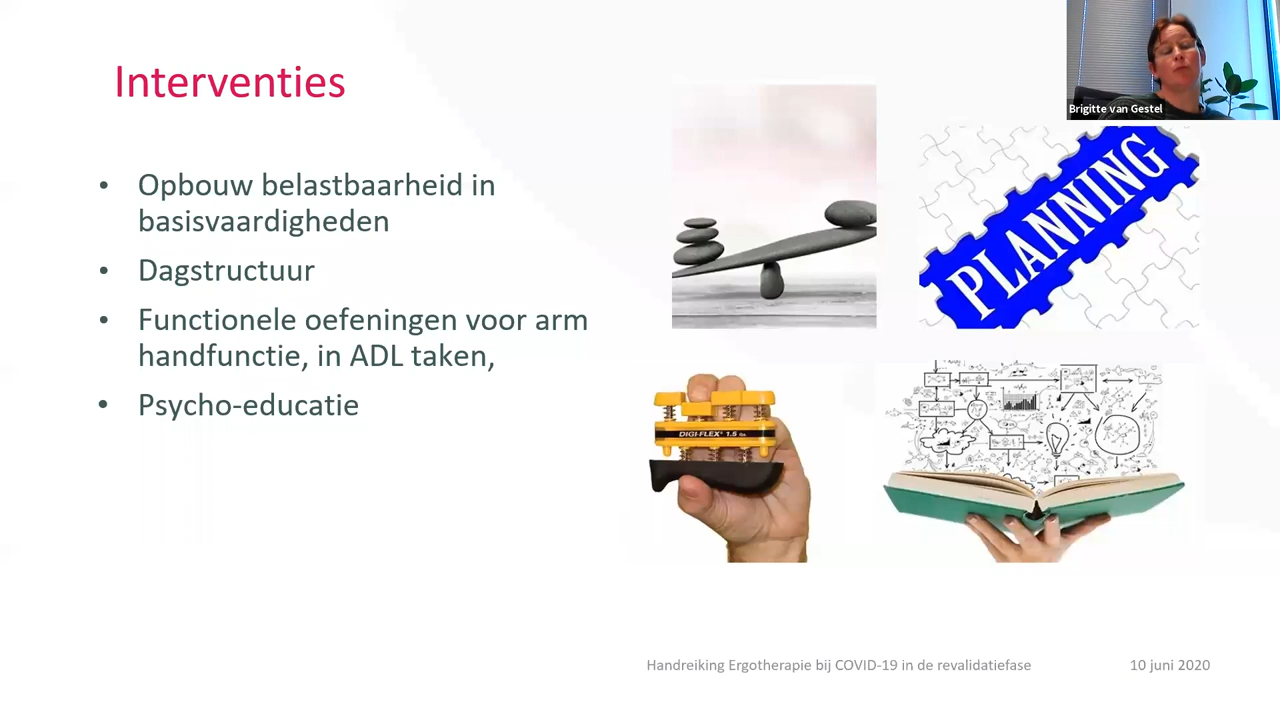 Interventies
Brigitte van Gestel
• Opbouw belastbaarheid in
basisvaardigheden
• Dagstructuur
• Functionele oefeningen voor arm
handfunctie, in ADL taken,
• Psycho-educatie
PLANNING
DIGI-FLEX® 1.5 lbs
Handreiking Ergotherapie bij COVID-19 in de revalidatiefase
10 juni 2020